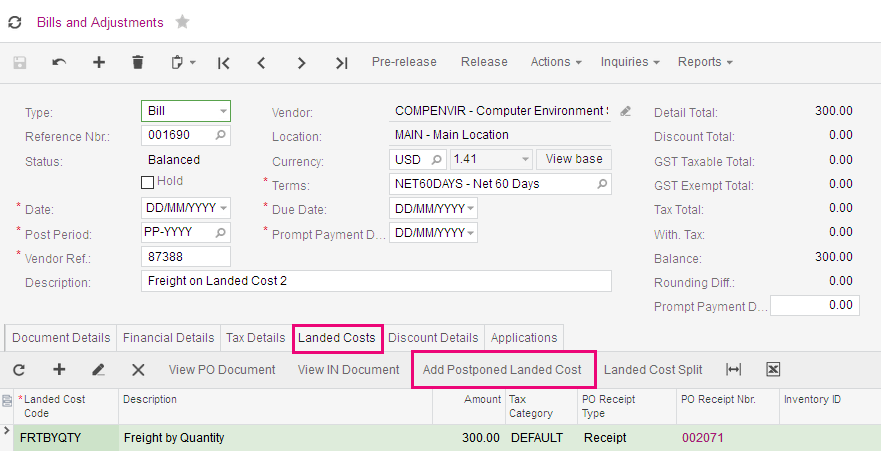 Bills and Adjustments
Pre-release Release Actions Inquiries Reports
Type: Bill Vendor: COMPENVIR - Computer Environment Detail Total: 300.00
Reference Nbr.: 001690 Location: MAIN - Main Location Discount Total: 0.00
Status: Balanced Currency: USD 1.41 View base GST Taxable Total: 0.00
Hold * Terms: NET60DAYS - Net 60 Days GST Exempt Total: 0.00
* Date: DD/MM/YYYY * Due Date: DD/MM/YYYY Tax Total: 0.00
* Post Period: PP-YYYY * Prompt Payment D... DD/MM/YYYY With. Tax: 0.00
* Vendor Ref.: 87388 Balance: 300.00
Description: Freight on Landed Cost 2 Rounding Diff.: 0.00
Prompt Payment D... 0.00
Document Details Financial Details Tax Details Landed Costs Discount Details Applications
View PO Document View IN Document Add Postponed Landed Cost Landed Cost Split
* Landed Cost Code Description Amount Tax Category PO Receipt Type PO Receipt Nbr. Inventory ID
FRTBYQTY Freight by Quantity 300.00 DEFAULT Receipt 002071